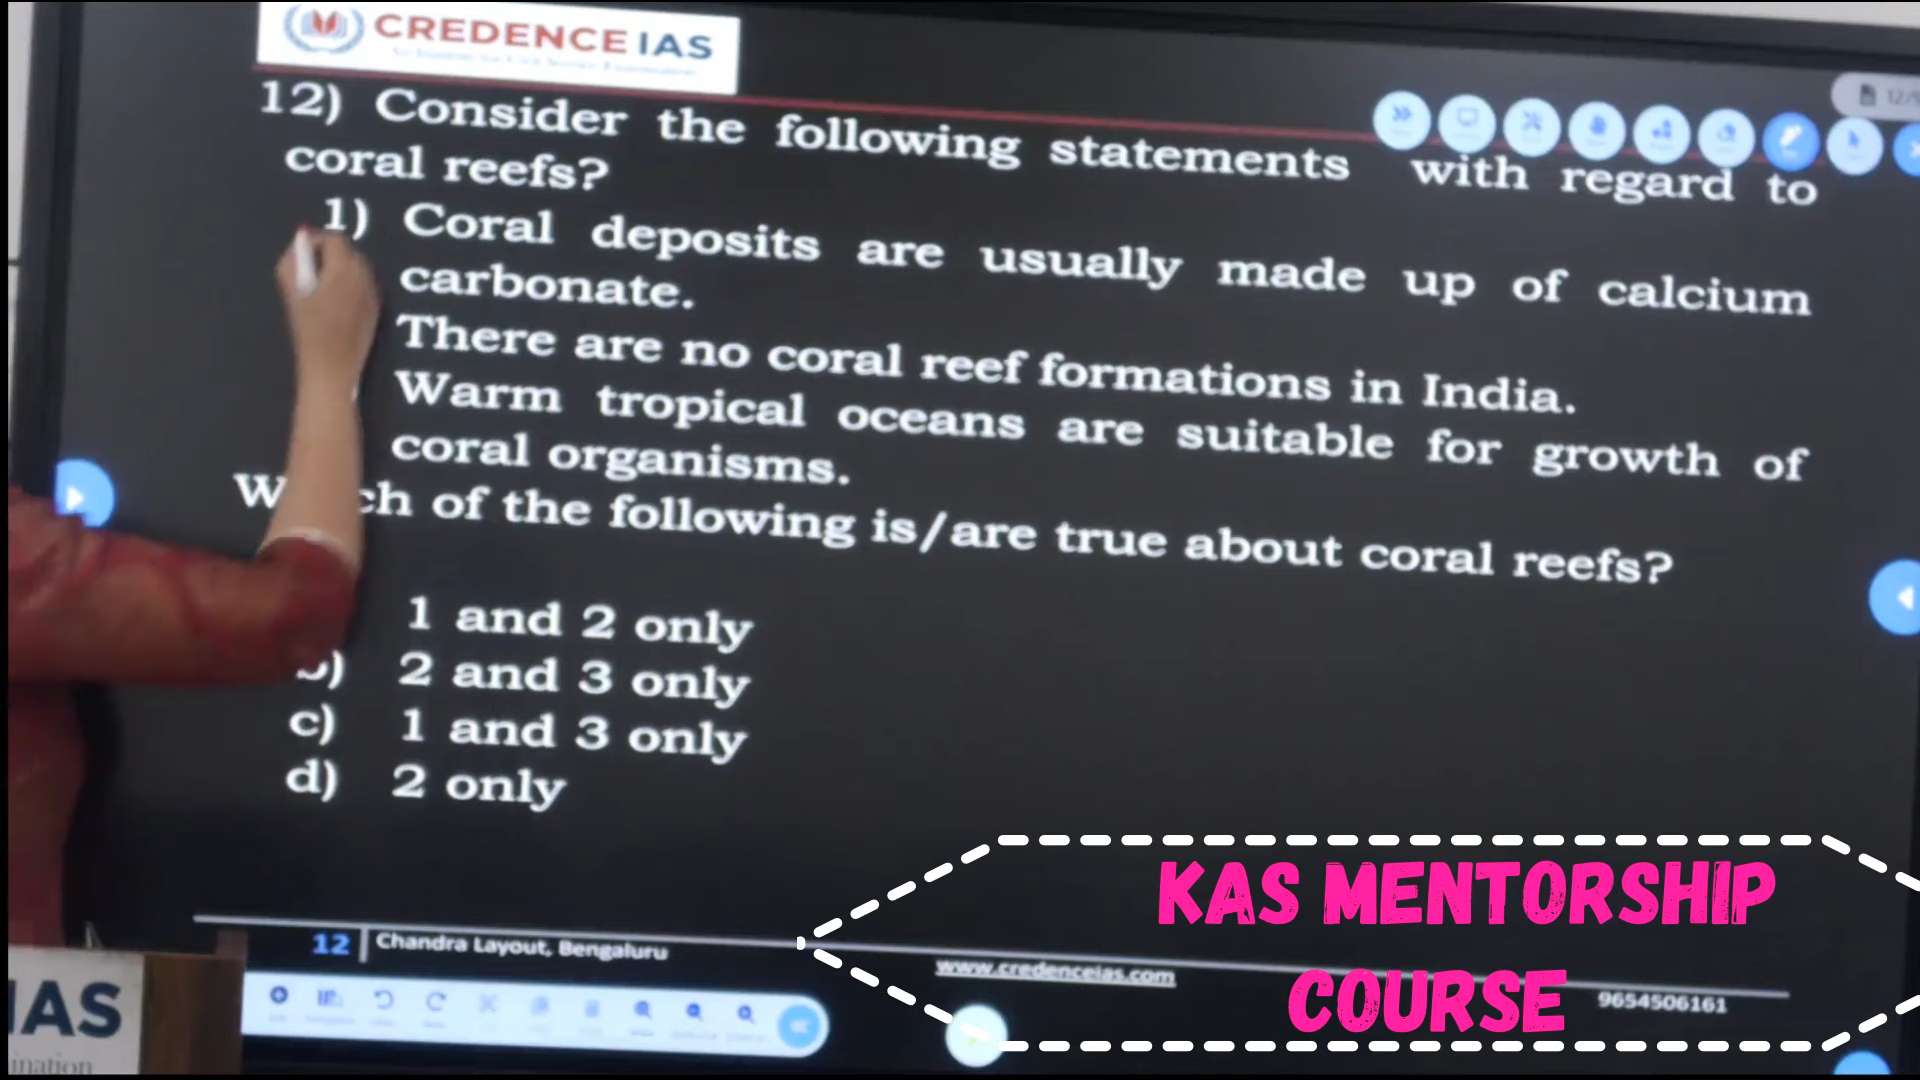 CREDENCE IAS
12) Consider the following statements with regard to
coral reefs?
1) Coral deposits are usually made up of calcium
carbonate.
There are no coral reef formations in India.
Warm tropical oceans are suitable for growth of
coral organisms.
of the following is/are true about coral reefs?
1 and 2 only
2 and 3 only
c) 1 and 3 only
d) 2 only
12 | Chandra Layout, Bengaluru
www.credenceias.com
9654506161
KAS MENTORSHIP
COURSE
IAS